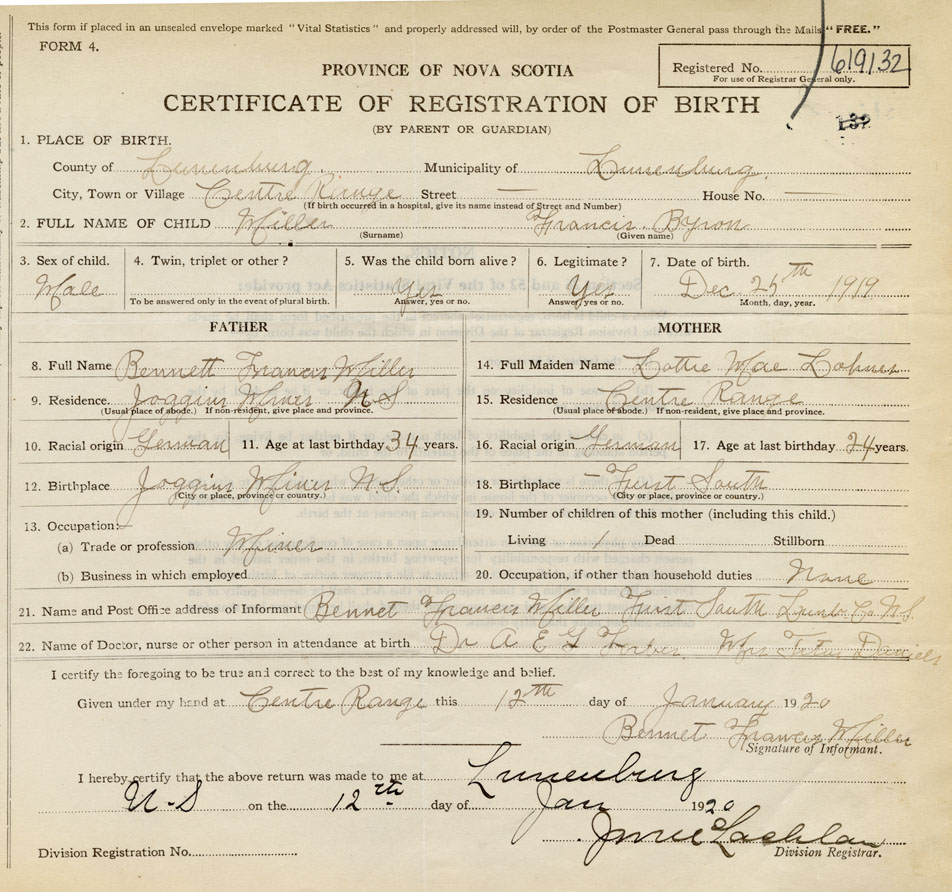 This form if placed in an unsealed envelope marked "Vital Statistics" and properly addressed will, by order of the Postmaster General pass through the Mails "FREE."
FORM 4.
Registered No. 619132
For use of Registrar General only.
PROVINCE OF NOVA SCOTIA
CERTIFICATE OF REGISTRATION OF BIRTH
132
(BY PARENT OR GUARDIAN)
1. PLACE OF BIRTH.
County of Lunenburg Municipality of Lunenburg
City, Town or Village Centre Range Street — House No. —
(If birth occurred in a hospital, give its name instead of Street and Number)
2. FULL NAME OF CHILD Miller Francis Byron
(Surname) (Given name)
3. Sex of child. 4. Twin, triplet or other? 5. Was the child born alive? 6. Legitimate? 7. Date of birth.
Male Yes Yes Dec 25th 1919
To be answered only in the event of plural birth. Answer, yes or no. Answer, yes or no. Month, day, year.
FATHER
8. Full Name Bennett Francis Miller
9. Residence. Joggins Mines N S
(Usual place of abode.) If non-resident, give place and province.
10. Racial origin German 11. Age at last birthday 34 years.
12. Birthplace Joggins Mines N.S.
(City or place, province or country.)
13. Occupation:—
(a) Trade or profession Miner
(b) Business in which employed
MOTHER
14. Full Maiden Name Lottie Mae Lohnes
15. Residence Centre Range
(Usual place of abode.) If non-resident, give place and province.
16. Racial origin German 17. Age at last birthday 24 years.
18. Birthplace First South
(City or place, province or country.)
19. Number of children of this mother (including this child.)
Living 1 Dead Stillborn
20. Occupation, if other than household duties None
21. Name and Post Office address of Informant Bennet Francis Miller First South Lunb Co N.S.
22. Name of Doctor, nurse or other person in attendance at birth Dr A E G Forbes Mrs Titus Daniels
I certify the foregoing to be true and correct to the best of my knowledge and belief.
Given under my hand at Centre Range this 12th day of January 1920
Bennet Francis Miller
Signature of Informant.
I hereby certify that the above return was made to me at Lunenburg
N-S on the 12th day of Jan 1920
Lachlan
Division Registration No. Division Registrar.